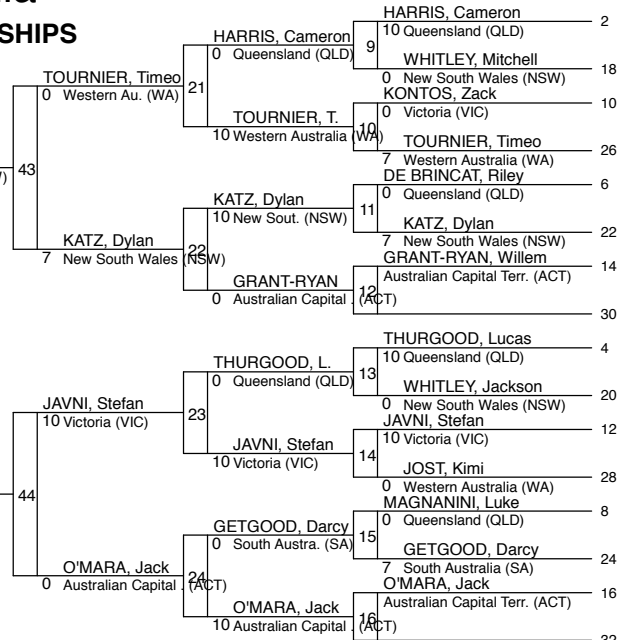 SHIPS
43
TOURNIER, Timeo
0 Western Au. (WA)
KATZ, Dylan
7 New South Wales (NSW)
44
JAVNI, Stefan
10 Victoria (VIC)
O'MARA, Jack
0 Australian Capital . (ACT)
21
HARRIS, Cameron
0 Queensland (QLD)
TOURNIER, T.
10 Western Australia (WA)
22
KATZ, Dylan
10 New Sout. (NSW)
GRANT-RYAN
0 Australian Capital . (ACT)
23
THURGOOD, L.
0 Queensland (QLD)
JAVNI, Stefan
10 Victoria (VIC)
24
GETGOOD, Darcy
0 South Austra. (SA)
O'MARA, Jack
10 Australian Capital . (ACT)
9
HARRIS, Cameron 2
10 Queensland (QLD)
WHITLEY, Mitchell 18
0 New South Wales (NSW)
10
KONTOS, Zack 10
0 Victoria (VIC)
TOURNIER, Timeo 26
7 Western Australia (WA)
11
DE BRINCAT, Riley 6
0 Queensland (QLD)
KATZ, Dylan 22
7 New South Wales (NSW)
12
GRANT-RYAN, Willem 14
Australian Capital Terr. (ACT)
30
13
THURGOOD, Lucas 4
10 Queensland (QLD)
WHITLEY, Jackson 20
0 New South Wales (NSW)
14
JAVNI, Stefan 12
10 Victoria (VIC)
JOST, Kimi 28
0 Western Australia (WA)
15
MAGNANINI, Luke 8
0 Queensland (QLD)
GETGOOD, Darcy 24
7 South Australia (SA)
16
O'MARA, Jack 16
Australian Capital Terr. (ACT)
32